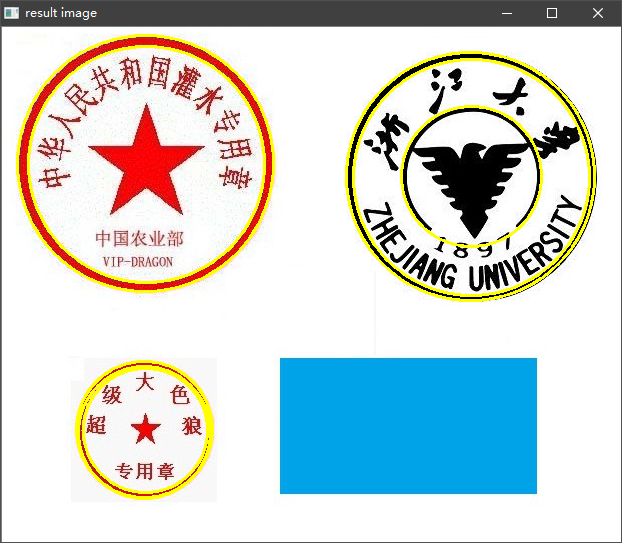 result image
中华人民共和国灌水专用章
中国农业部
VIP-DRAGON
浙江大学
1897
ZHEJIANG UNIVERSITY
超级大色狼
专用章